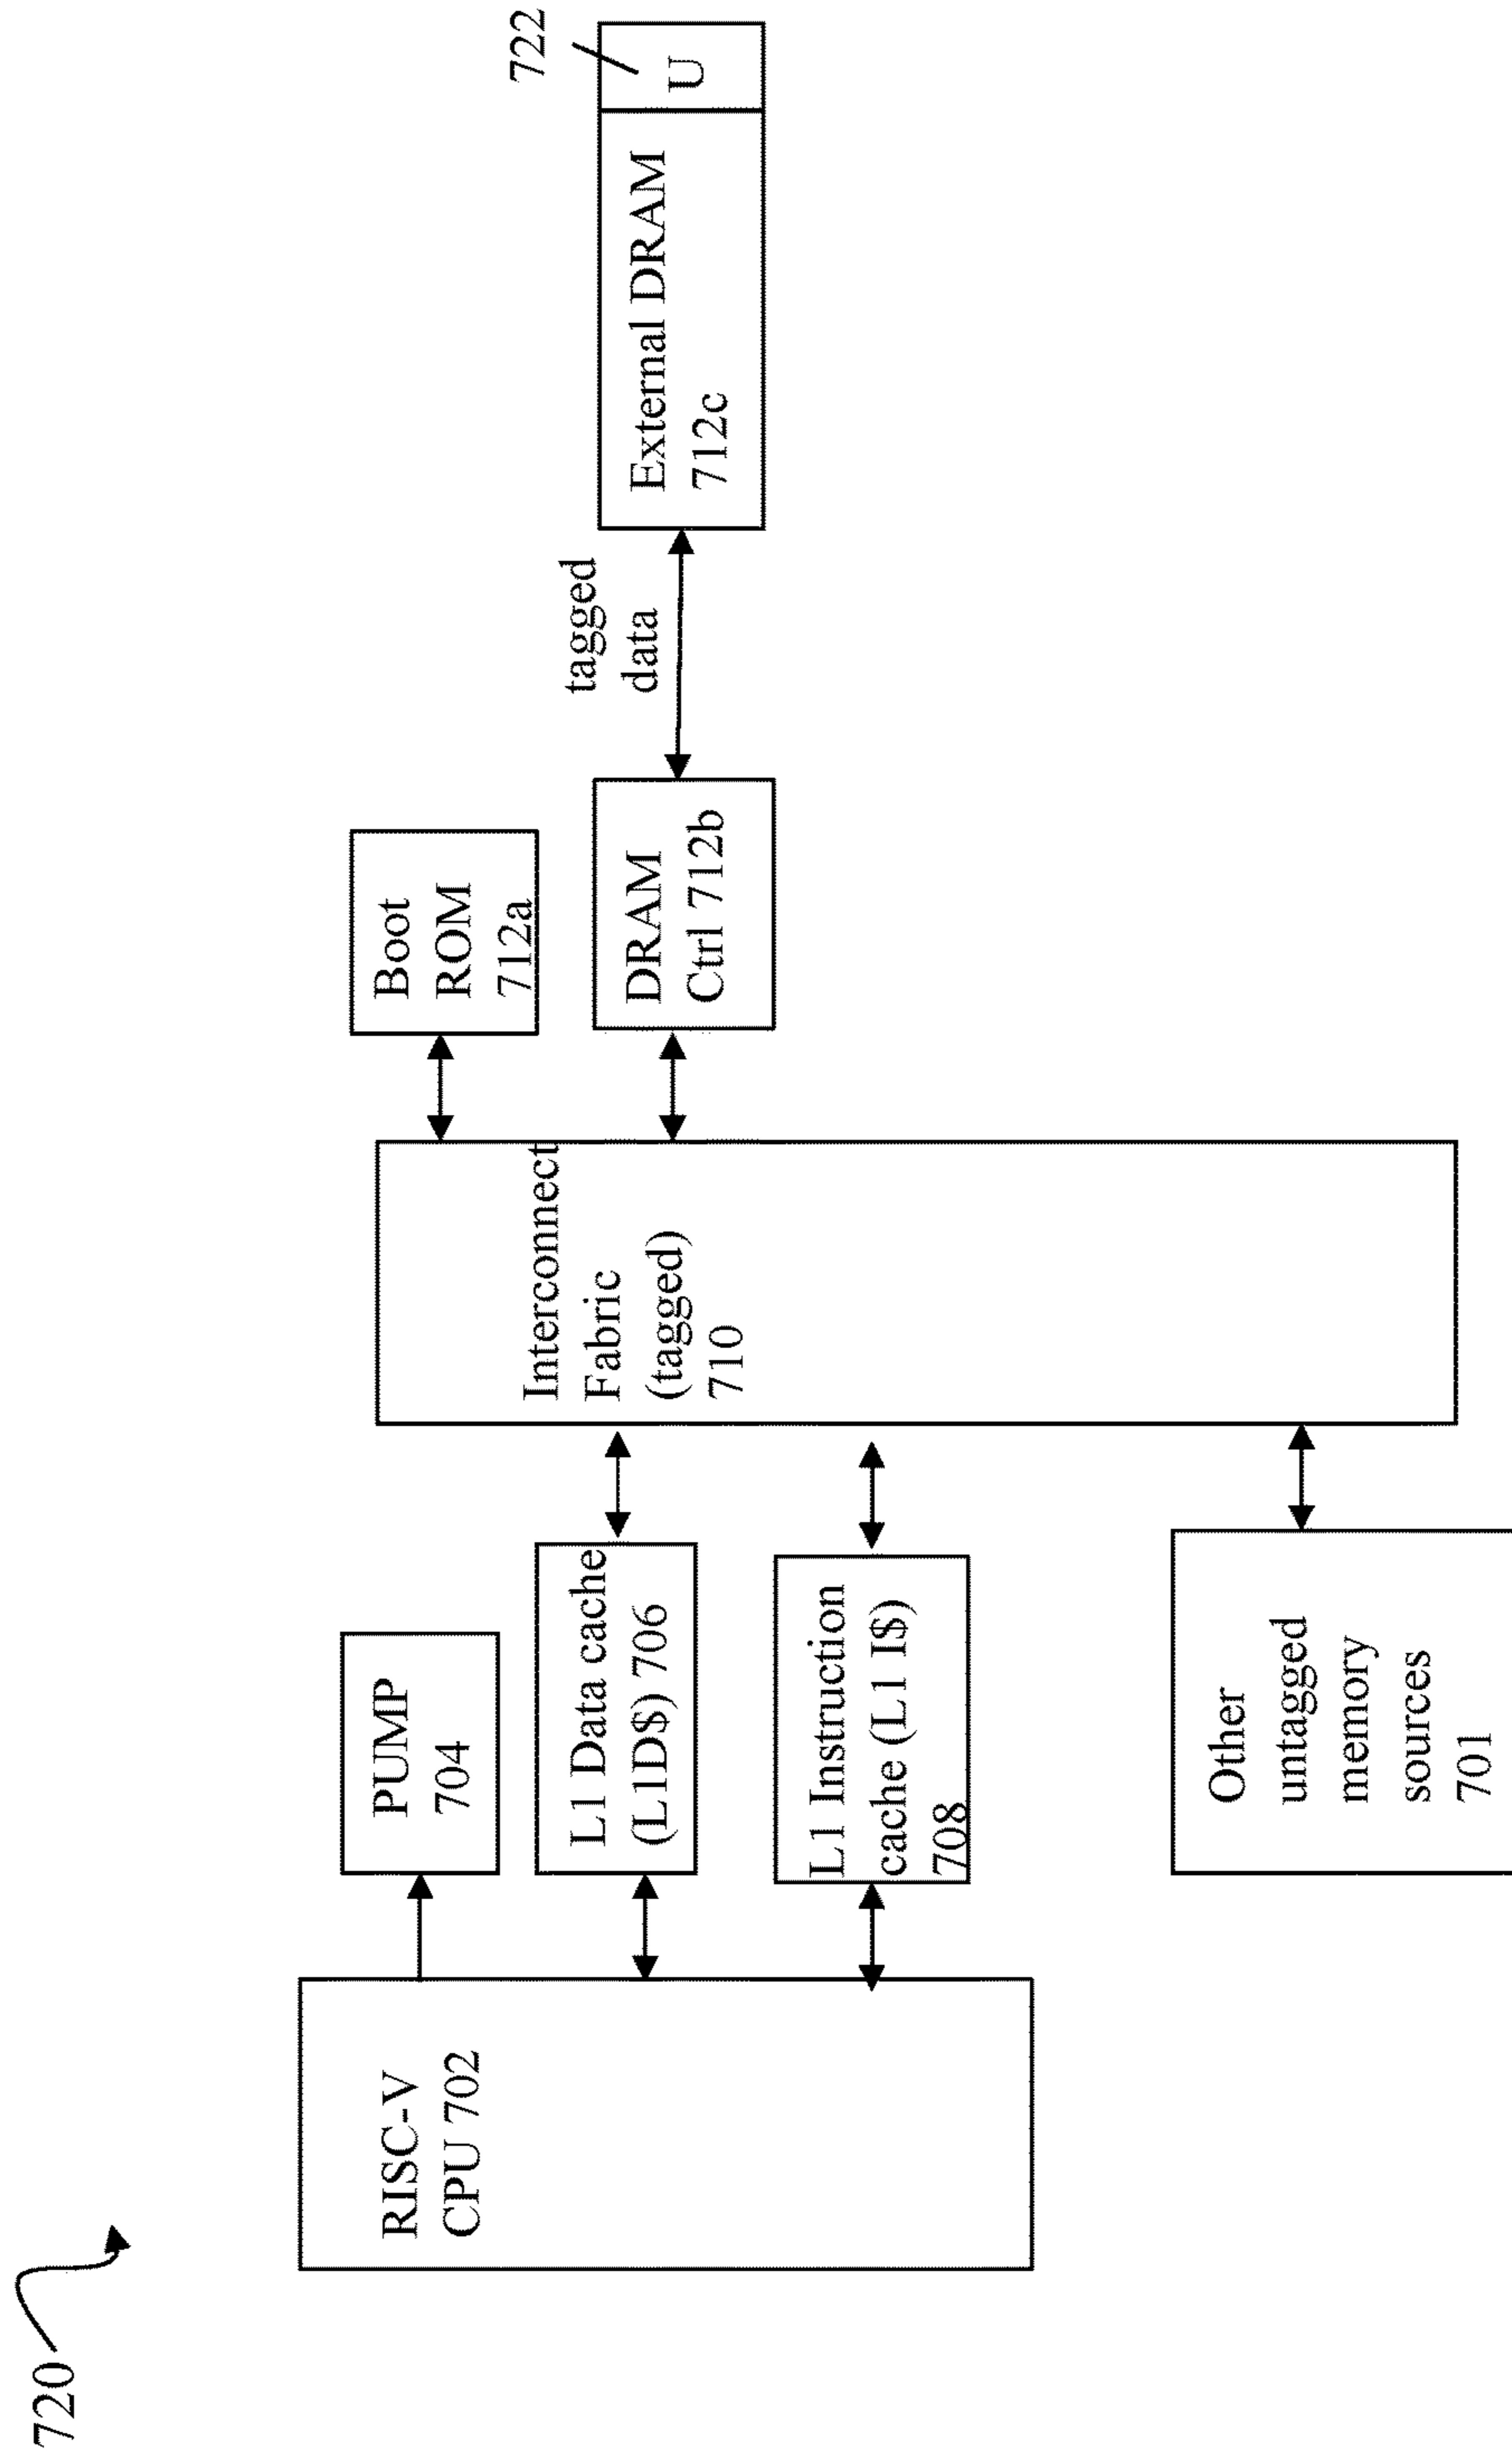 720
RISC-V
CPU 702
PUMP
704
L1 Data cache
(L1D$) 706
L1 Instruction
cache (L1 I$)
708
Other
untagged
memory
sources
701
Interconnect
Fabric
(tagged)
710
Boot
ROM
712a
DRAM
Ctrl 712b
tagged
data
External DRAM
712c
U
722